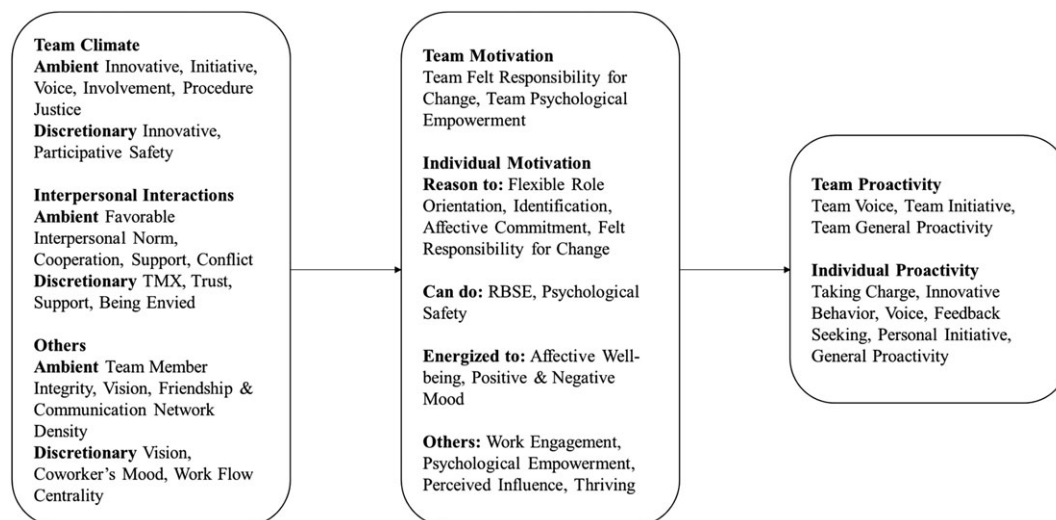 Team Climate
Ambient Innovative, Initiative,
Voice, Involvement, Procedure
Justice
Discretionary Innovative,
Participative Safety
Interpersonal Interactions
Ambient Favorable
Interpersonal Norm,
Cooperation, Support, Conflict
Discretionary TMX, Trust,
Support, Being Envied
Others
Ambient Team Member
Integrity, Vision, Friendship &
Communication Network
Density
Discretionary Vision,
Coworker's Mood, Work Flow
Centrality
Team Motivation
Team Felt Responsibility for
Change, Team Psychological
Empowerment
Individual Motivation
Reason to: Flexible Role
Orientation, Identification,
Affective Commitment, Felt
Responsibility for Change
Can do: RBSE, Psychological
Safety
Energized to: Affective Well-
being, Positive & Negative
Mood
Others: Work Engagement,
Psychological Empowerment,
Perceived Influence, Thriving
Team Proactivity
Team Voice, Team Initiative,
Team General Proactivity
Individual Proactivity
Taking Charge, Innovative
Behavior, Voice, Feedback
Seeking, Personal Initiative,
General Proactivity